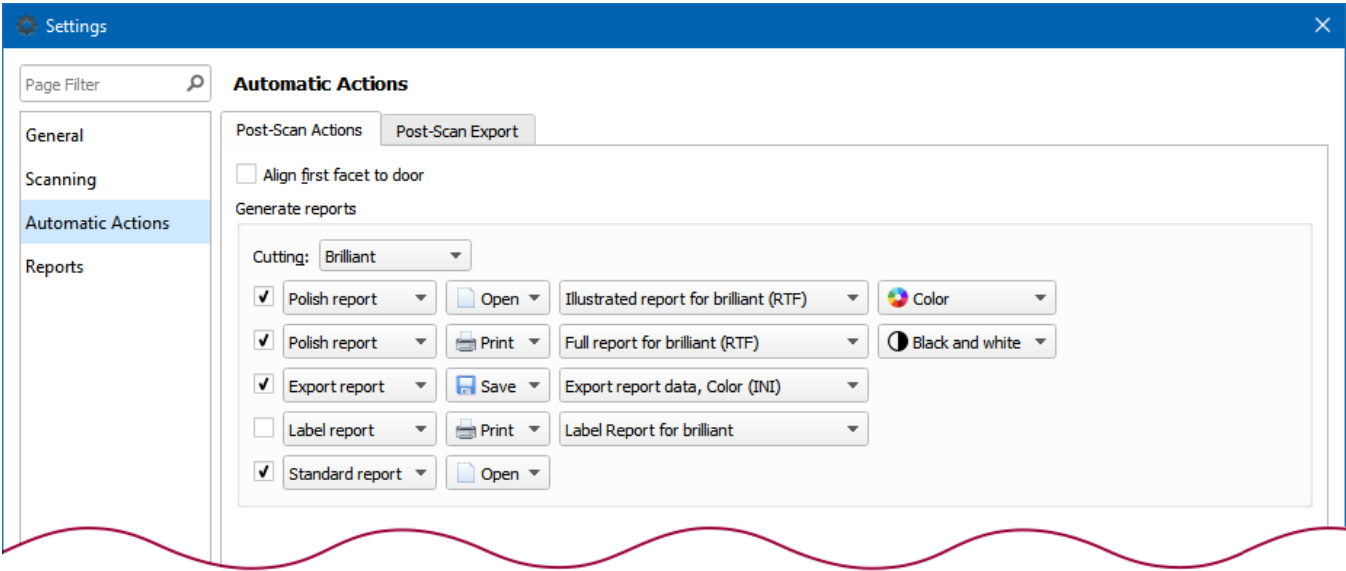 Settings
Page Filter
Automatic Actions
General
Scanning
Automatic Actions
Reports
Post-Scan Actions Post-Scan Export
Align first facet to door
Generate reports
Cutting: Brilliant
Polish report Open Illustrated report for brilliant (RTF) Color
Polish report Print Full report for brilliant (RTF) Black and white
Export report Save Export report data, Color (INI)
Label report Print Label Report for brilliant
Standard report Open